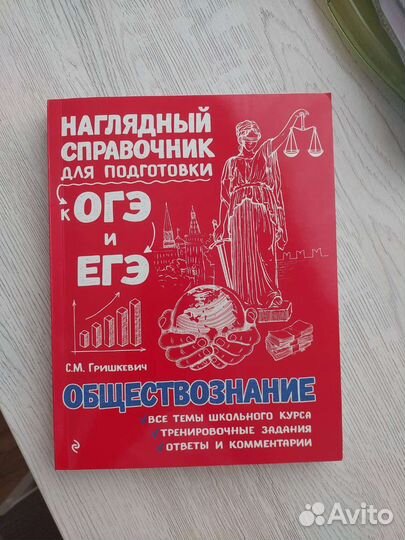 НАГЛЯДНЫЙ
СПРАВОЧНИК
ДЛЯ ПОДГОТОВКИ
К ОГЭ
И
ЕГЭ
С.М. Гришкевич
ОБЩЕСТВОЗНАНИЕ
ВСЕ ТЕМЫ ШКОЛЬНОГО КУРСА
ТРЕНИРОВОЧНЫЕ ЗАДАНИЯ
ОТВЕТЫ И КОММЕНТАРИИ
Avito